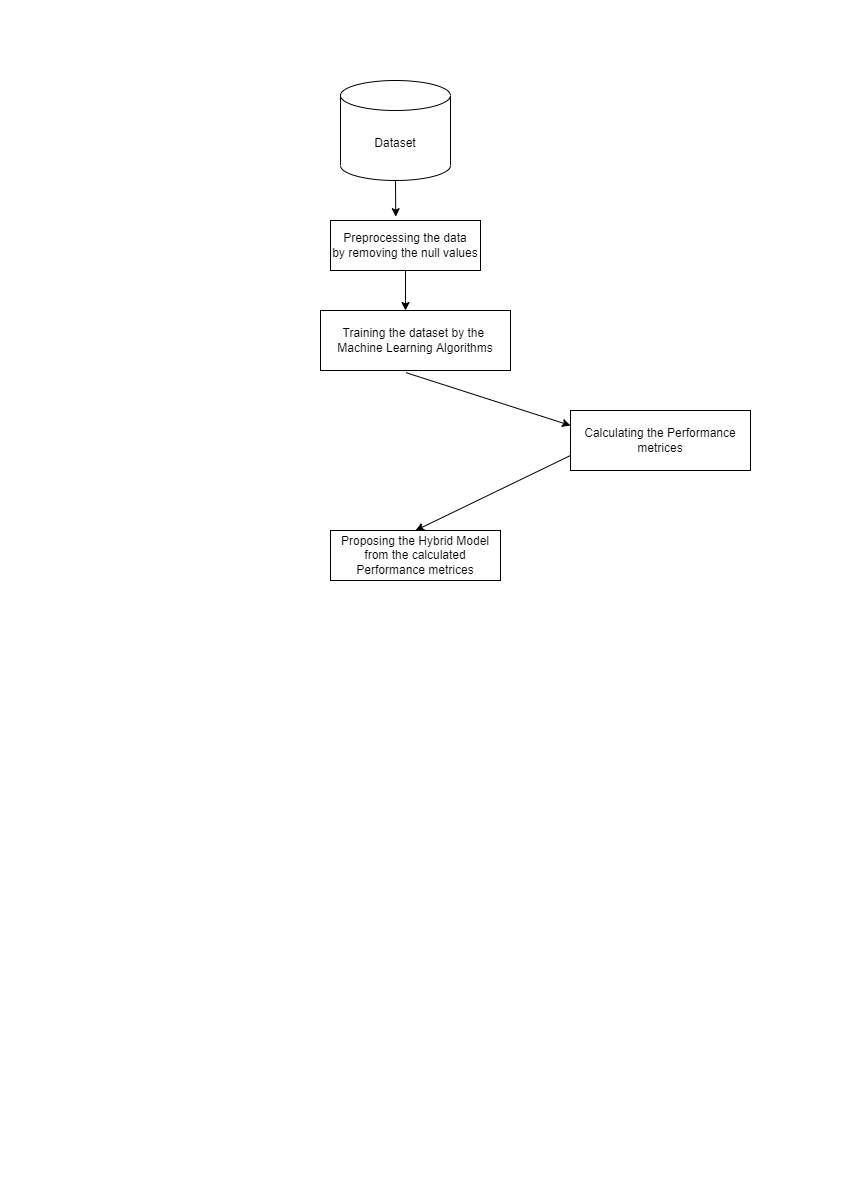 Dataset
Preprocessing the data
by removing the null values
Training the dataset by the
Machine Learning Algorithms
Calculating the Performance
metrices
Proposing the Hybrid Model
from the calculated
Performance metrices